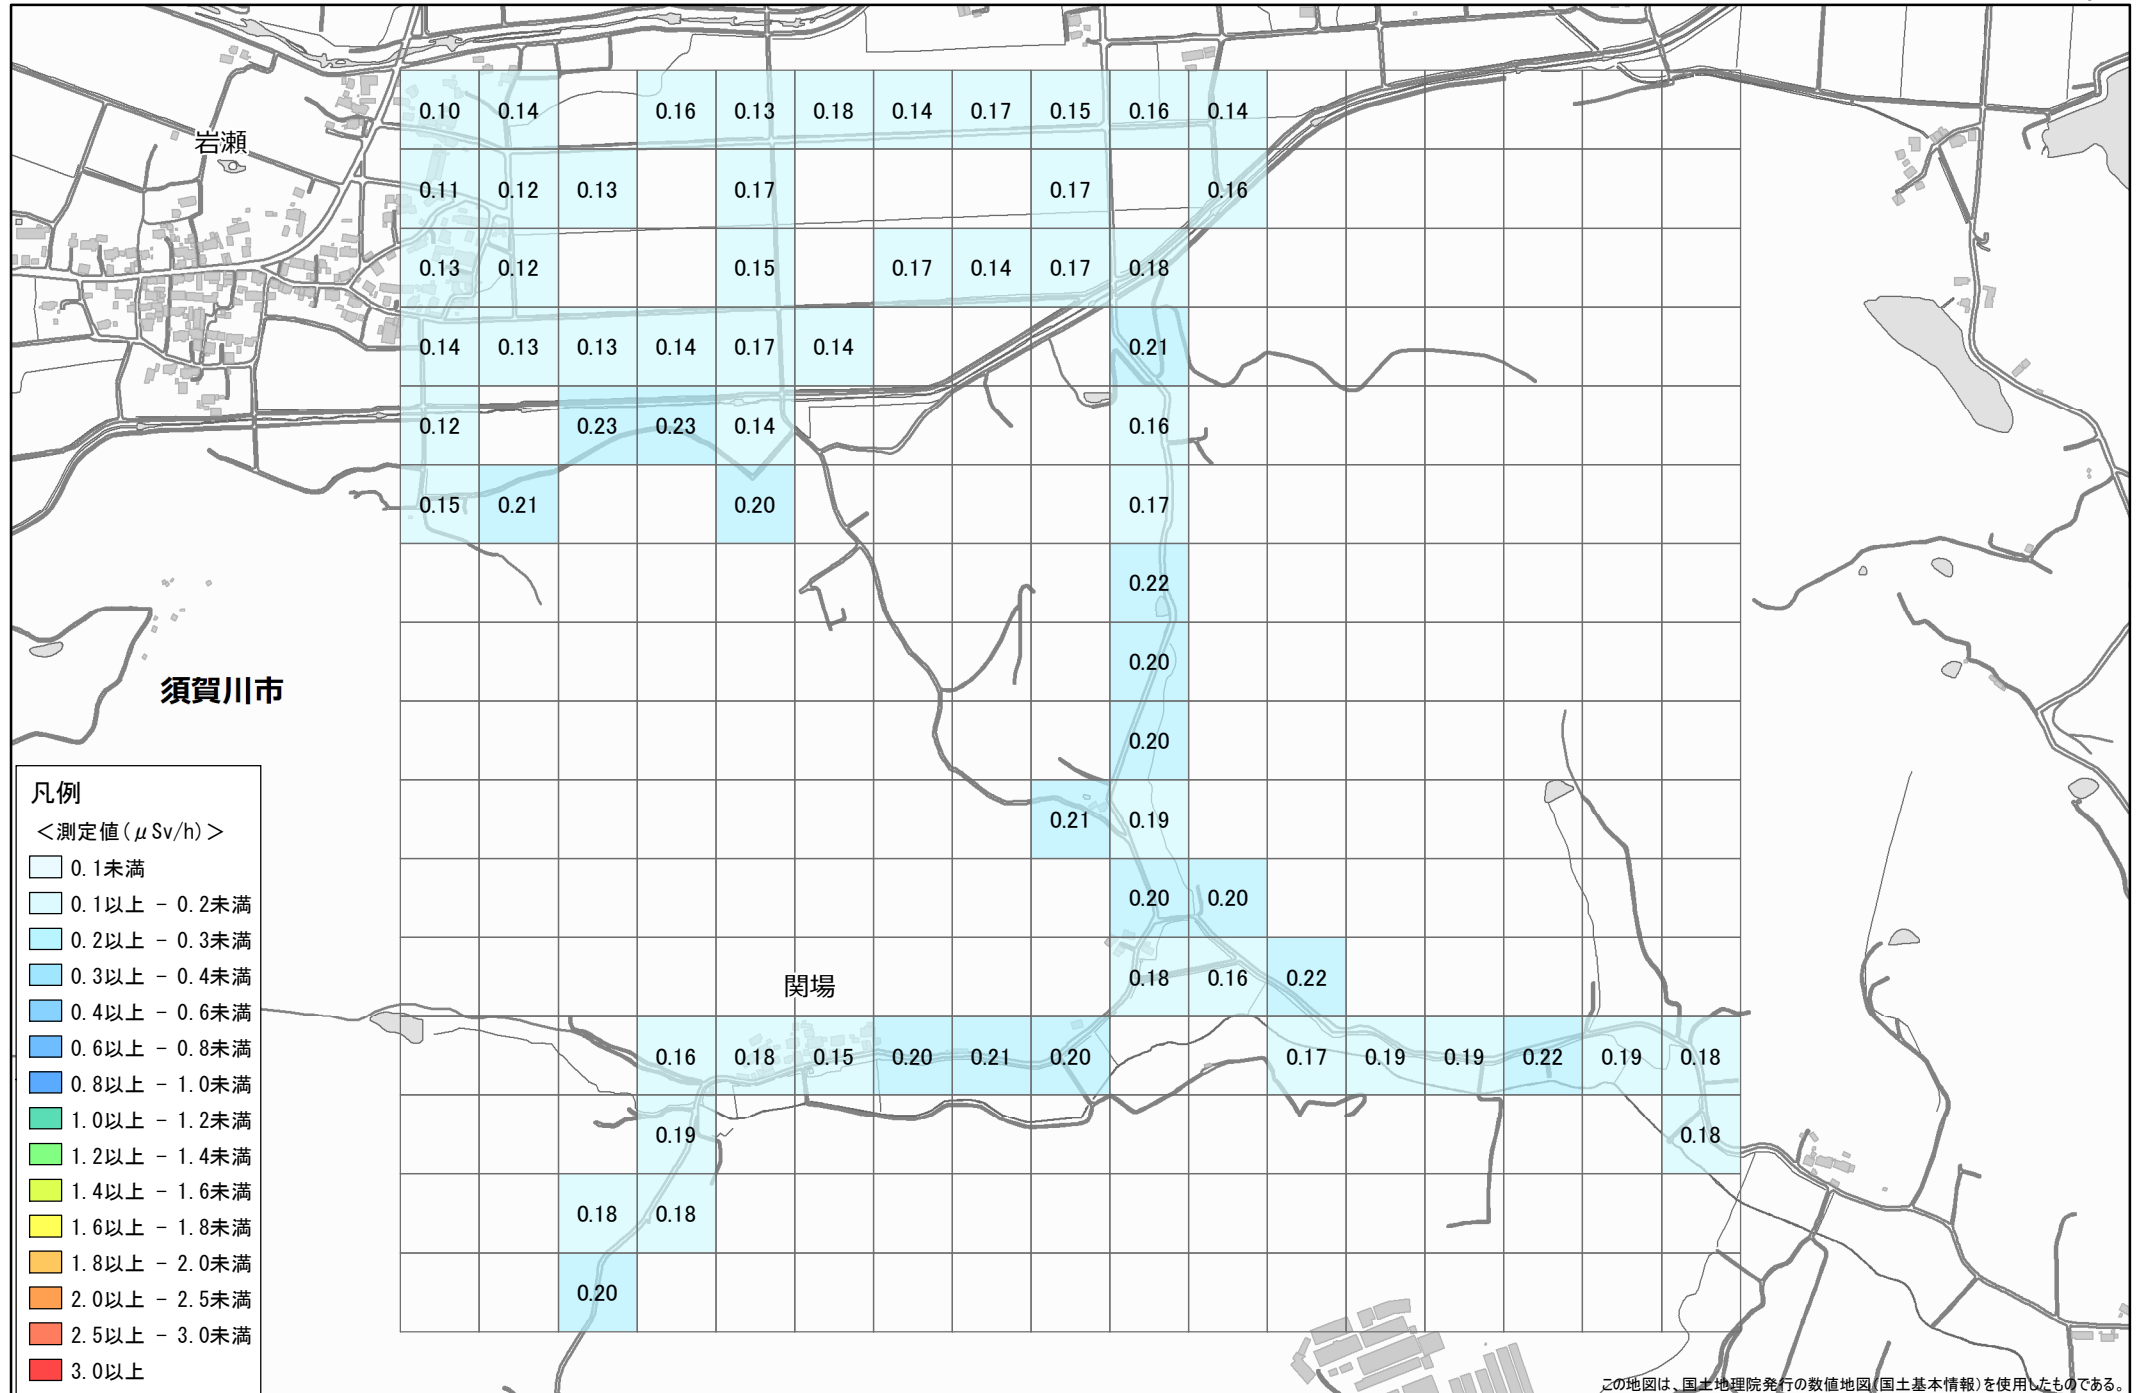 0.10 0.14 0.16 0.13 0.18 0.14 0.17 0.15 0.16 0.14
岩瀬
0.11 0.12 0.13 0.17 0.17 0.16
0.13 0.12 0.15 0.17 0.14 0.17 0.18
0.14 0.13 0.13 0.14 0.17 0.14 0.21
0.12 0.23 0.23 0.14 0.16
0.15 0.21 0.20 0.17
0.22
0.20
須賀川市
0.20
0.21 0.19
0.20 0.20
0.18 0.16 0.22
関場
0.16 0.18 0.15 0.20 0.21 0.20 0.17 0.19 0.19 0.22 0.19 0.18
0.19 0.18
0.18 0.18
0.20
凡例
＜測定値(μSv/h)＞
0.1未満
0.1以上 - 0.2未満
0.2以上 - 0.3未満
0.3以上 - 0.4未満
0.4以上 - 0.6未満
0.6以上 - 0.8未満
0.8以上 - 1.0未満
1.0以上 - 1.2未満
1.2以上 - 1.4未満
1.4以上 - 1.6未満
1.6以上 - 1.8未満
1.8以上 - 2.0未満
2.0以上 - 2.5未満
2.5以上 - 3.0未満
3.0以上
この地図は、国土地理院発行の数値地図(国土基本情報)を使用したものである。